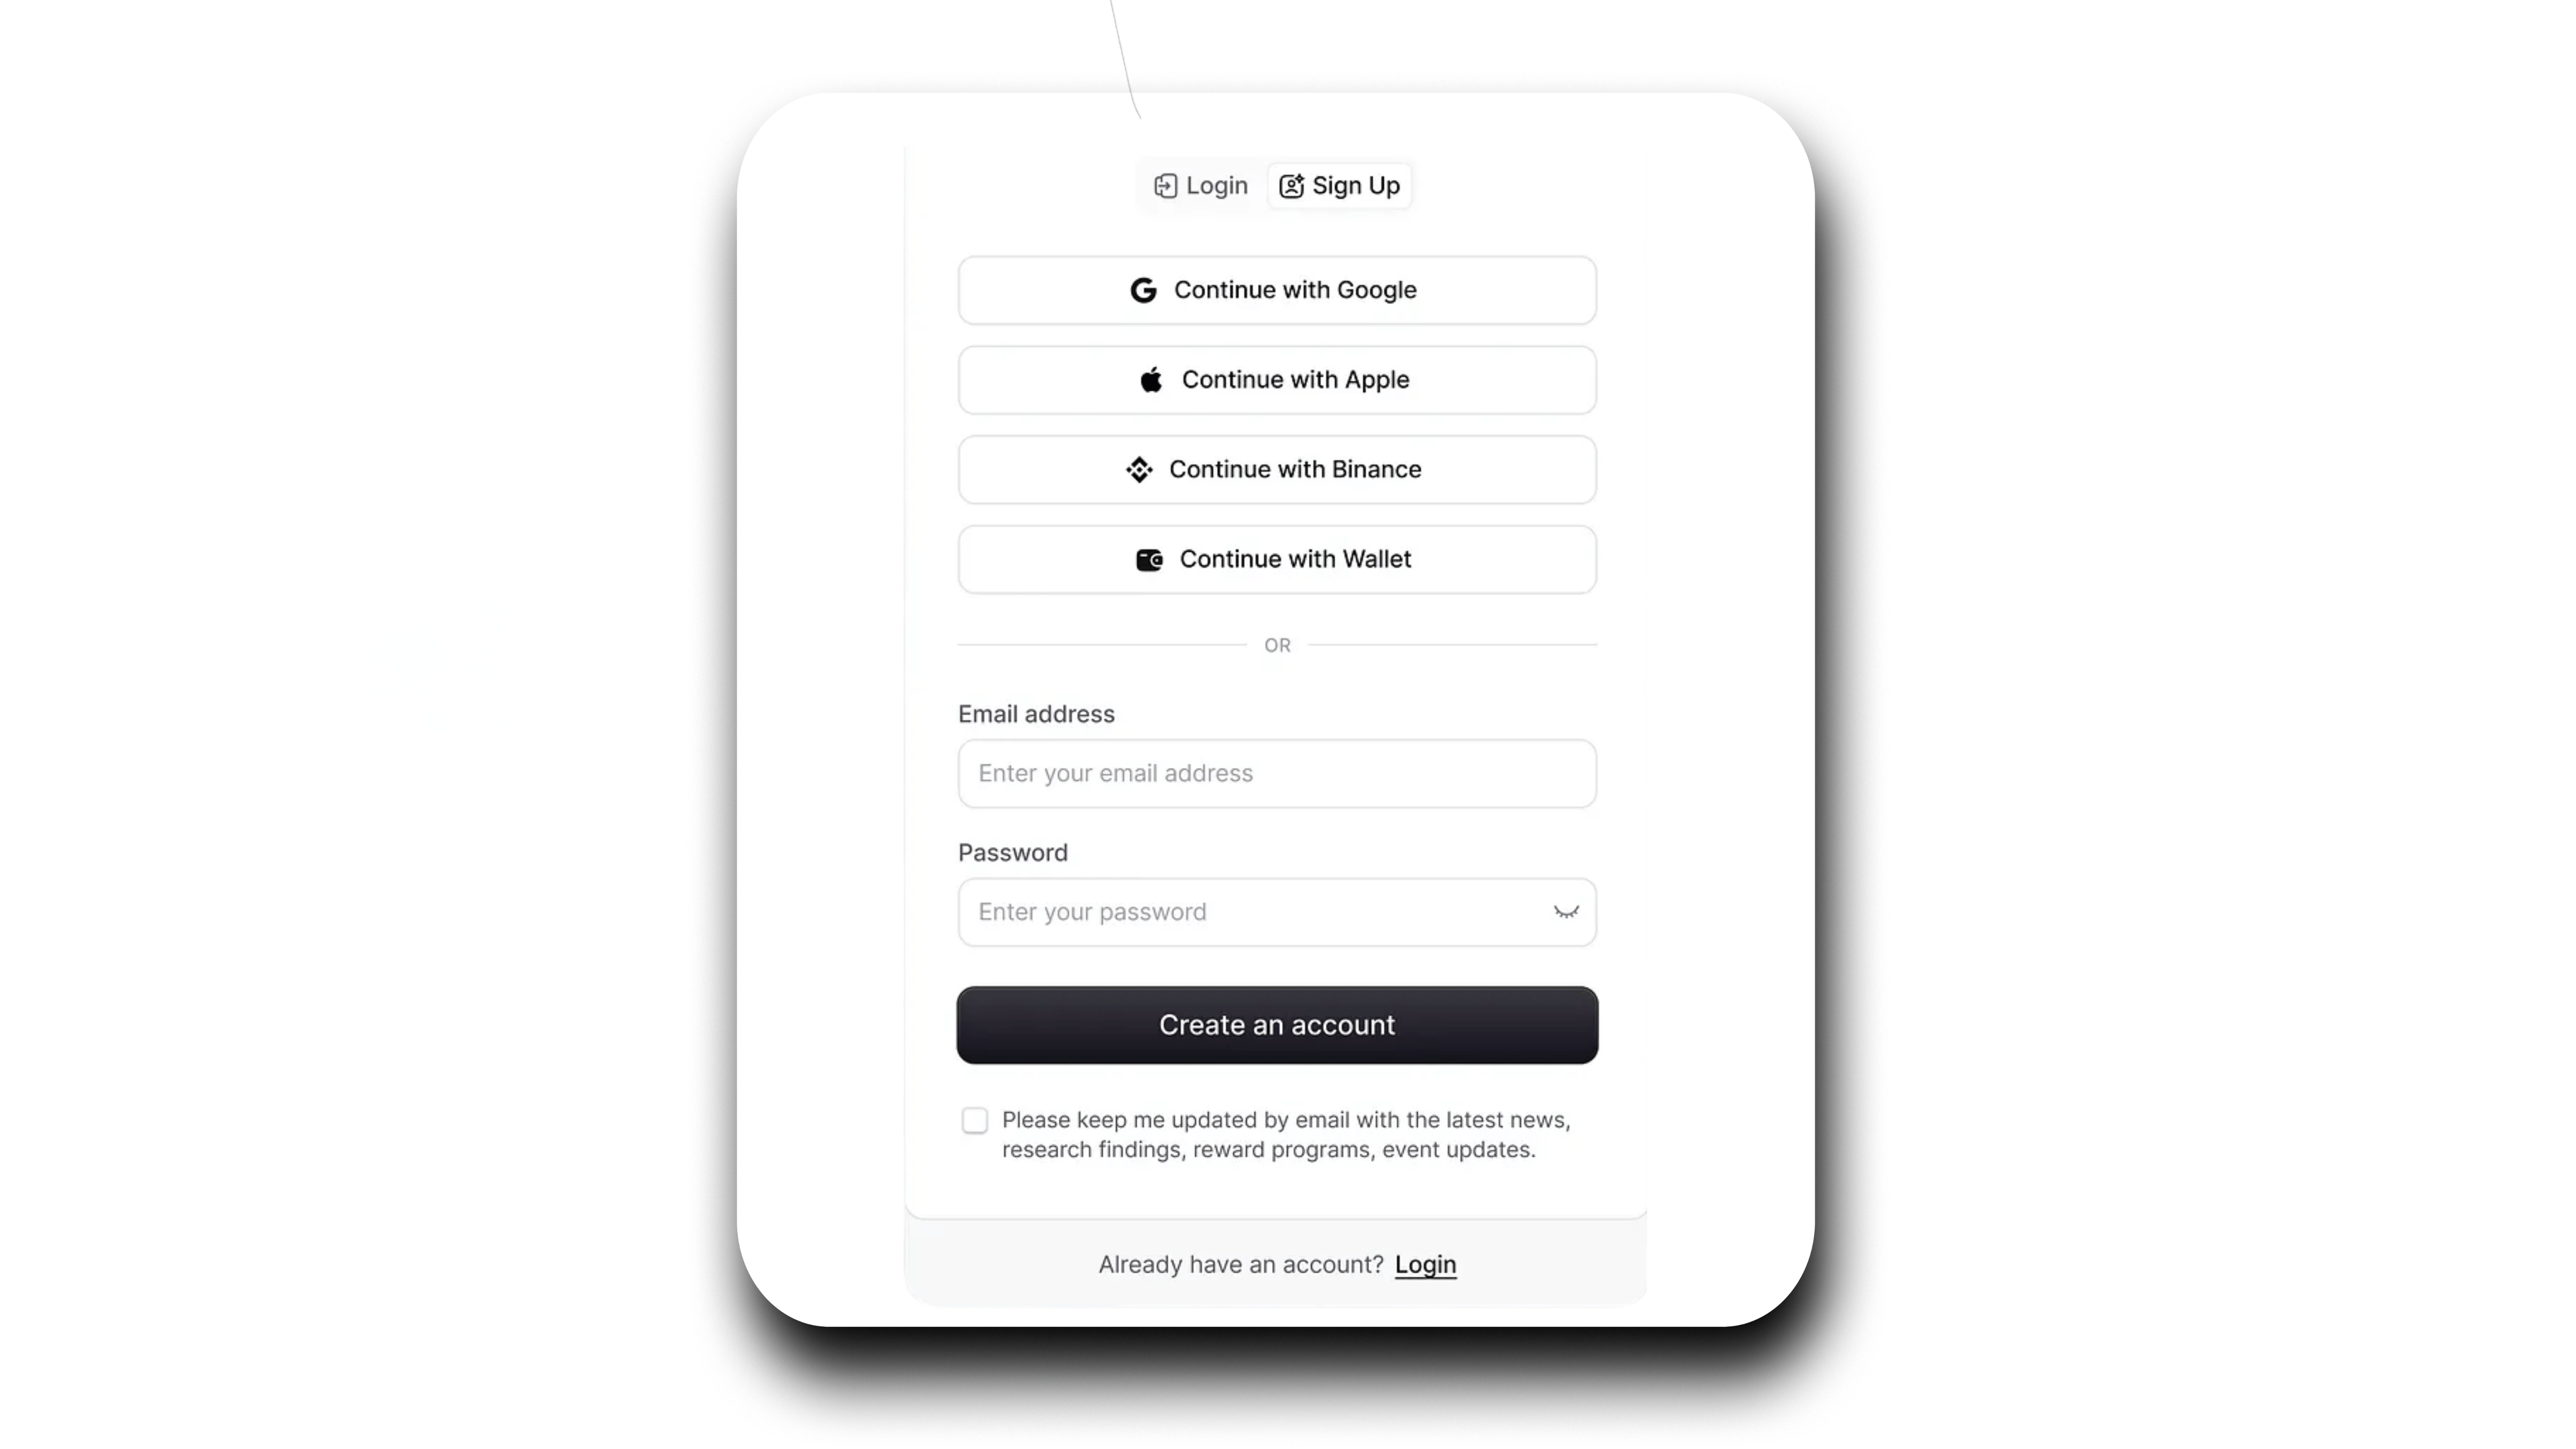 Login
Sign Up
Continue with Google
Continue with Apple
Continue with Binance
Continue with Wallet
OR
Email address
Enter your email address
Password
Enter your password
Create an account
Please keep me updated by email with the latest news,
research findings, reward programs, event updates.
Already have an account? Login